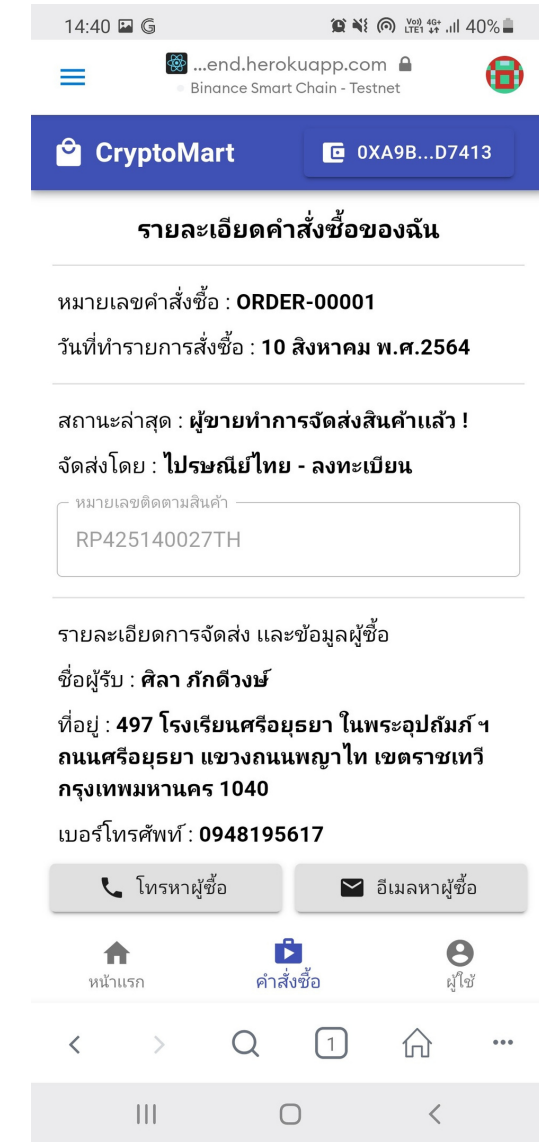 14:40 G Vo)) LTE1 4G+ 40%
...end.herokuapp.com
Binance Smart Chain - Testnet
CryptoMart 0XA9B...D7413
รายละเอียดคำสั่งซื้อของฉัน
หมายเลขคำสั่งซื้อ : ORDER-00001
วันที่ทำรายการสั่งซื้อ : 10 สิงหาคม พ.ศ.2564
สถานะล่าสุด : ผู้ขายทำการจัดส่งสินค้าแล้ว !
จัดส่งโดย : ไปรษณีย์ไทย - ลงทะเบียน
หมายเลขติดตามสินค้า
RP425140027TH
รายละเอียดการจัดส่ง และข้อมูลผู้ซื้อ
ชื่อผู้รับ : ศิลา ภักดีวงษ์
ที่อยู่ : 497 โรงเรียนศรีอยุธยา ในพระอุปถัมภ์ ฯ
ถนนศรีอยุธยา แขวงถนนพญาไท เขตราชเทวี
กรุงเทพมหานคร 1040
เบอร์โทรศัพท์ : 0948195617
โทรหาผู้ซื้อ อีเมลหาผู้ซื้อ
หน้าแรก คำสั่งซื้อ ผู้ใช้
1